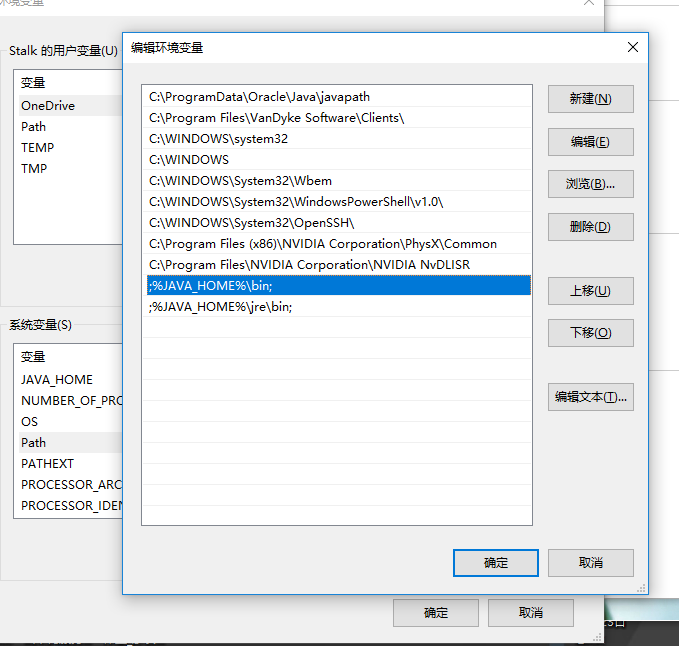 环境变量
Stalk 的用户变量(U)
变量
OneDrive
Path
TEMP
TMP
系统变量(S)
变量
JAVA_HOME
NUMBER_OF_PRO
OS
Path
PATHEXT
PROCESSOR_ARC
PROCESSOR_IDEN
确定
取消
编辑环境变量
C:\ProgramData\Oracle\Java\javapath
C:\Program Files\VanDyke Software\Clients\
C:\WINDOWS\system32
C:\WINDOWS
C:\WINDOWS\System32\Wbem
C:\WINDOWS\System32\WindowsPowerShell\v1.0\
C:\WINDOWS\System32\OpenSSH\
C:\Program Files (x86)\NVIDIA Corporation\PhysX\Common
C:\Program Files\NVIDIA Corporation\NVIDIA NvDLISR
;%JAVA_HOME%\bin;
;%JAVA_HOME%\jre\bin;
新建(N)
编辑(E)
浏览(B)...
删除(D)
上移(U)
下移(O)
编辑文本(T)...
确定
取消